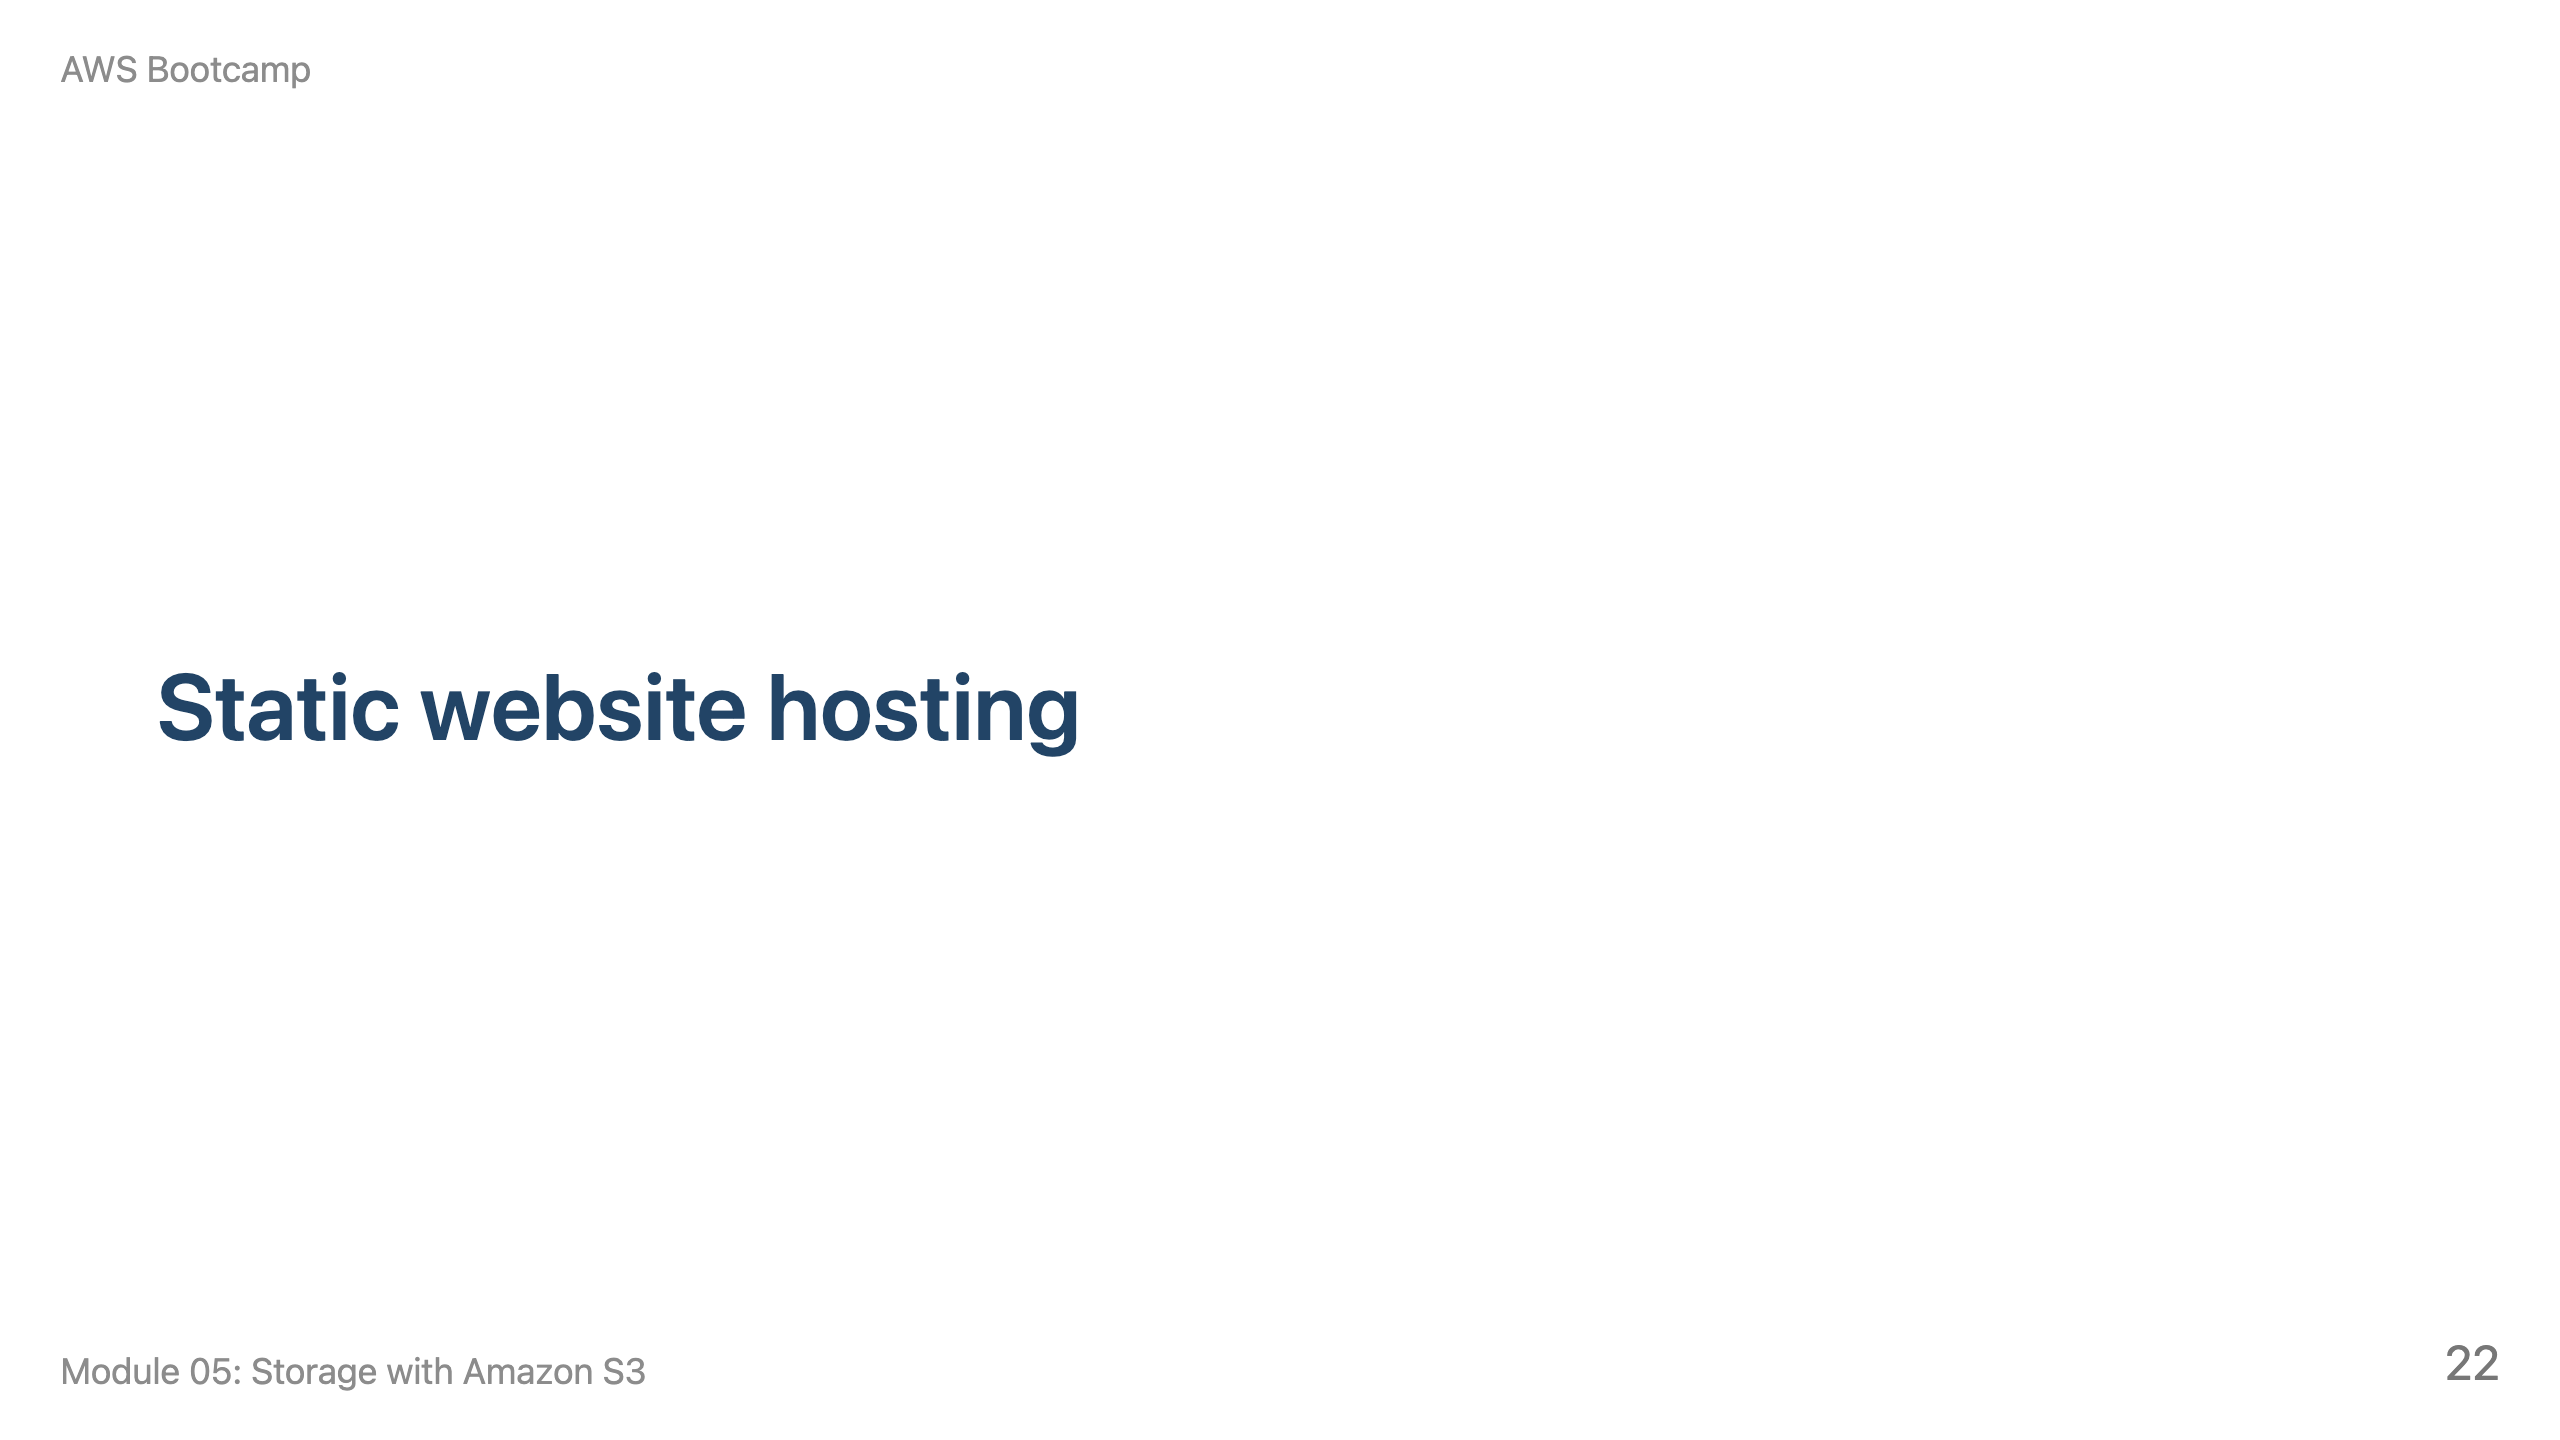 AWS Bootcamp
Static website hosting
Module 05: Storage with Amazon S3
22